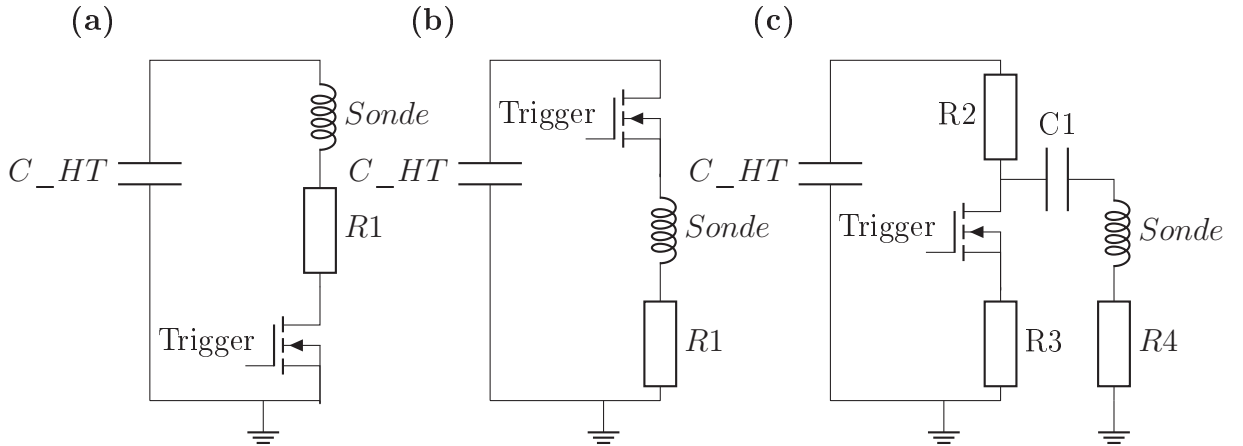 (a)
C_HT
Sonde
R1
Trigger
(b)
C_HT
Trigger
Sonde
R1
(c)
C_HT
R2
C1
Trigger
Sonde
R3
R4